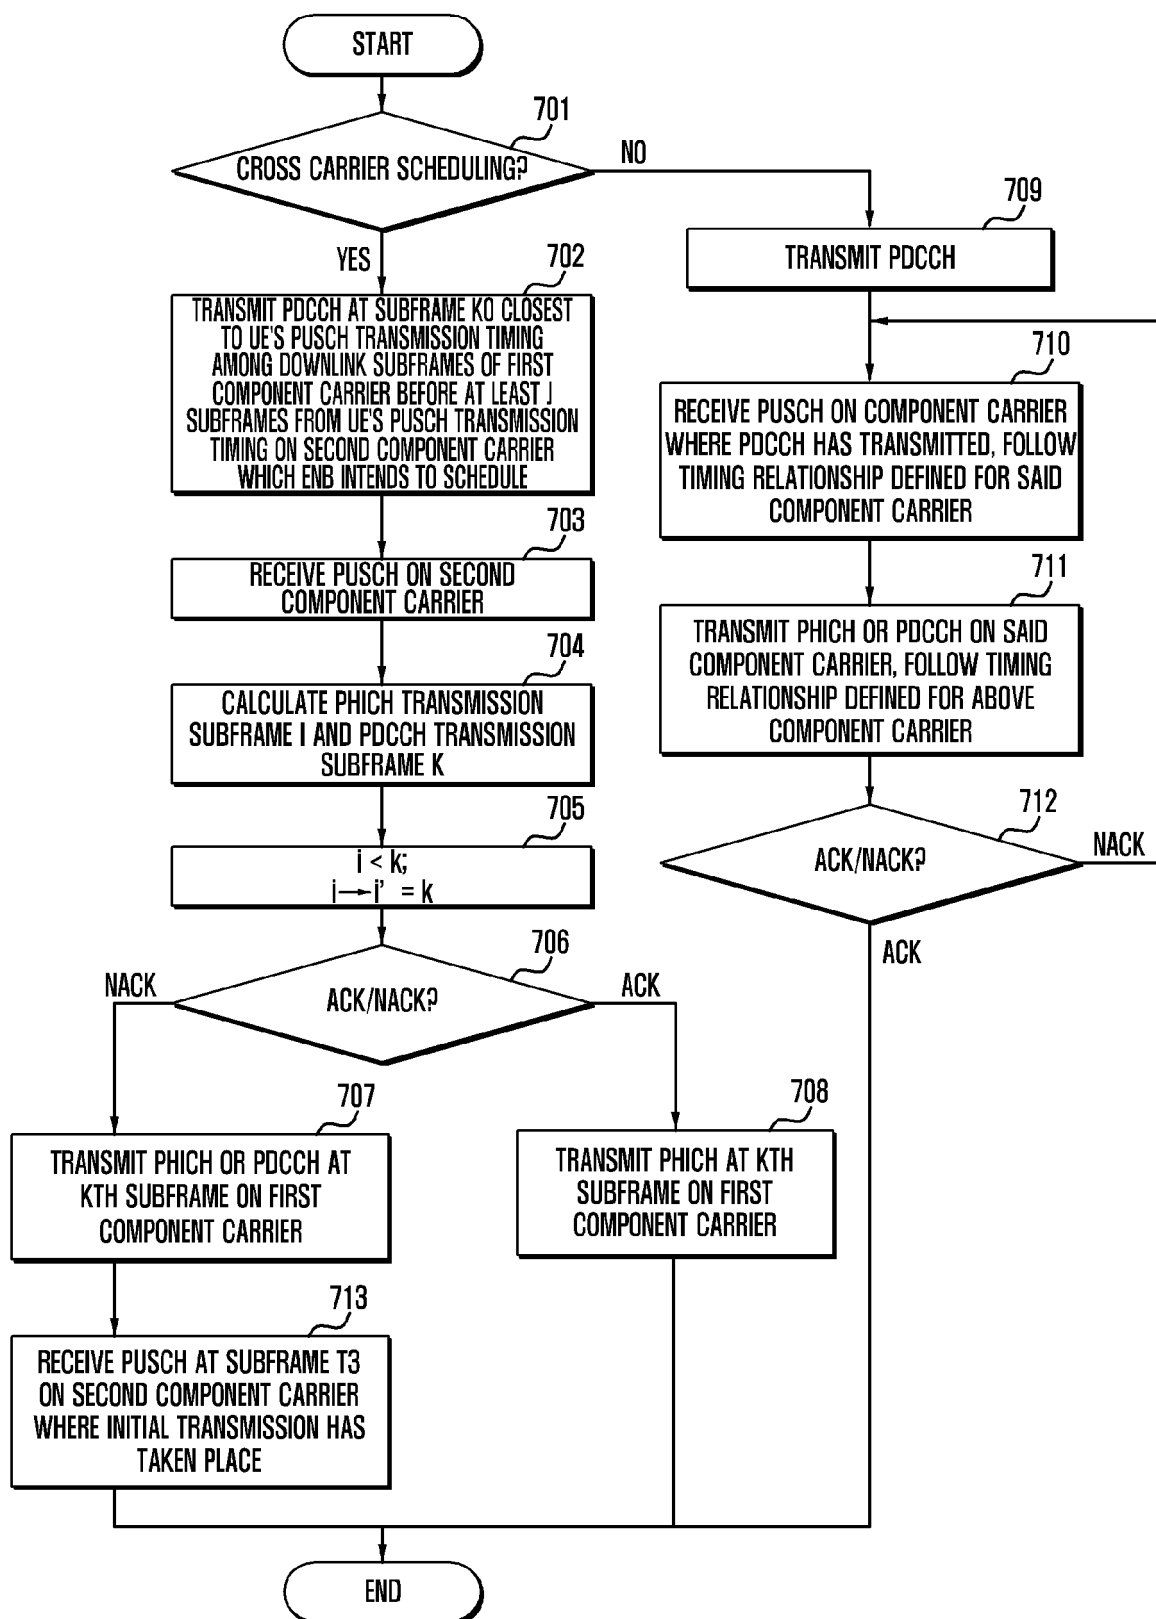 START
701
CROSS CARRIER SCHEDULING?
NO
YES
702
TRANSMIT PDCCH AT SUBFRAME K0 CLOSEST
TO UE'S PUSCH TRANSMISSION TIMING
AMONG DOWNLINK SUBFRAMES OF FIRST
COMPONENT CARRIER BEFORE AT LEAST J
SUBFRAMES FROM UE'S PUSCH TRANSMISSION
TIMING ON SECOND COMPONENT CARRIER
WHICH ENB INTENDS TO SCHEDULE
703
RECEIVE PUSCH ON SECOND
COMPONENT CARRIER
704
CALCULATE PHICH TRANSMISSION
SUBFRAME I AND PDCCH TRANSMISSION
SUBFRAME K
705
i < k;
i→i' = k
706
NACK
ACK/NACK?
ACK
707
TRANSMIT PHICH OR PDCCH AT
KTH SUBFRAME ON FIRST
COMPONENT CARRIER
708
TRANSMIT PHICH AT KTH
SUBFRAME ON FIRST
COMPONENT CARRIER
713
RECEIVE PUSCH AT SUBFRAME T3
ON SECOND COMPONENT CARRIER
WHERE INITIAL TRANSMISSION HAS
TAKEN PLACE
709
TRANSMIT PDCCH
710
RECEIVE PUSCH ON COMPONENT CARRIER
WHERE PDCCH HAS TRANSMITTED, FOLLOW
TIMING RELATIONSHIP DEFINED FOR SAID
COMPONENT CARRIER
711
TRANSMIT PHICH OR PDCCH ON SAID
COMPONENT CARRIER, FOLLOW TIMING
RELATIONSHIP DEFINED FOR ABOVE
COMPONENT CARRIER
712
ACK/NACK?
NACK
ACK
END